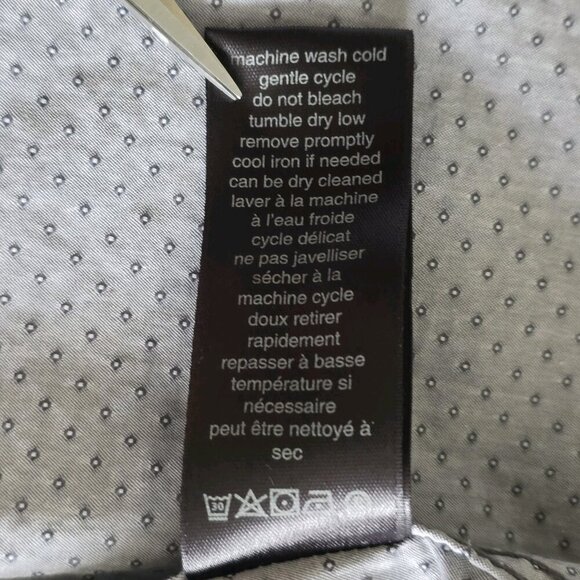 machine wash cold
gentle cycle
do not bleach
tumble dry low
remove promptly
cool iron if needed
can be dry cleaned
laver à la machine
à l'eau froide
cycle délicat
ne pas javelliser
sécher à la
machine cycle
doux retirer
rapidement
repasser à basse
température si
nécessaire
peut être nettoyé à
sec
30